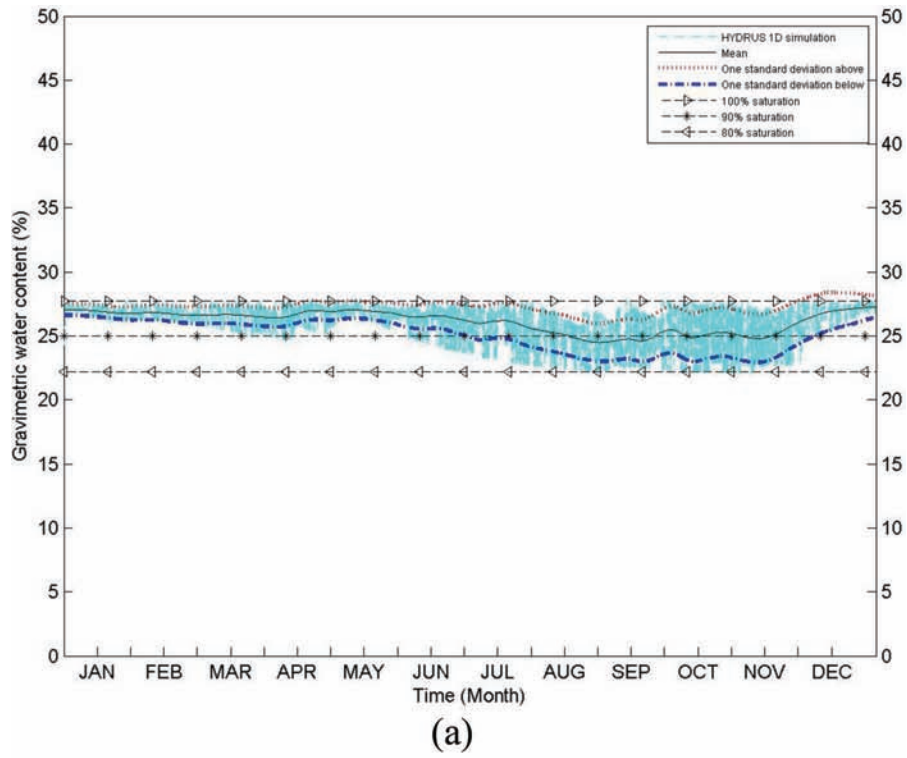 50 50
HYDRUS 1D simulation
Mean
One standard deviation above
One standard deviation below
100% saturation
90% saturation
80% saturation
45 45
40 40
35 35
30 30
25 25
20 20
15 15
10 10
5 5
0 0
Gravimetric water content (%)
JAN FEB MAR APR MAY JUN JUL AUG SEP OCT NOV DEC
Time (Month)
(a)